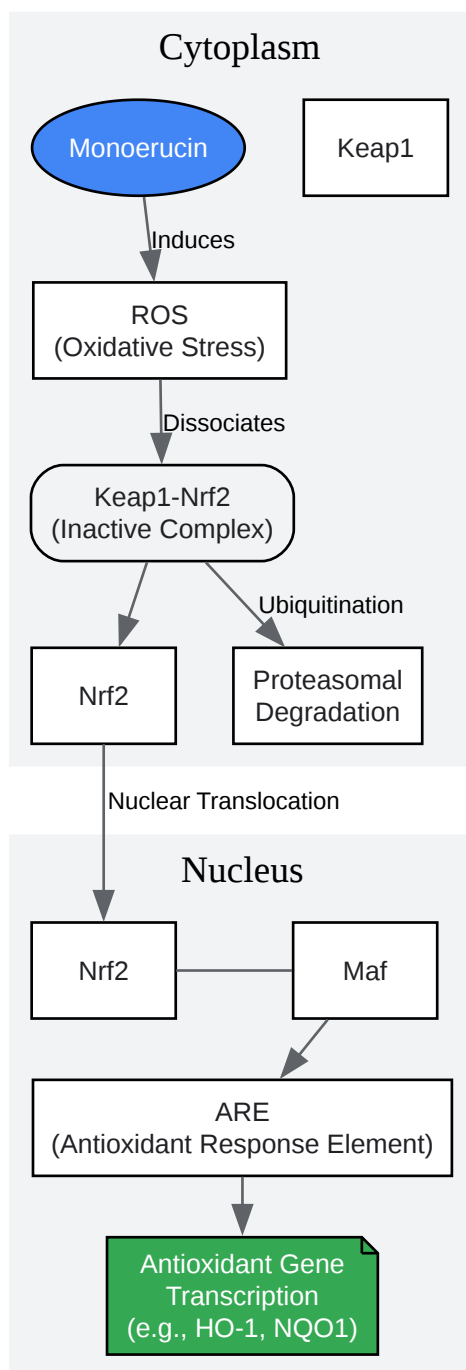 Cytoplasm
Monoerucin
Keap1
Induces
ROS
(Oxidative Stress)
Dissociates
Keap1-Nrf2
(Inactive Complex)
Ubiquitination
Nrf2
Proteasomal
Degradation
Nuclear Translocation
Nucleus
Nrf2
Maf
ARE
(Antioxidant Response Element)
Antioxidant Gene
Transcription
(e.g., HO-1, NQO1)